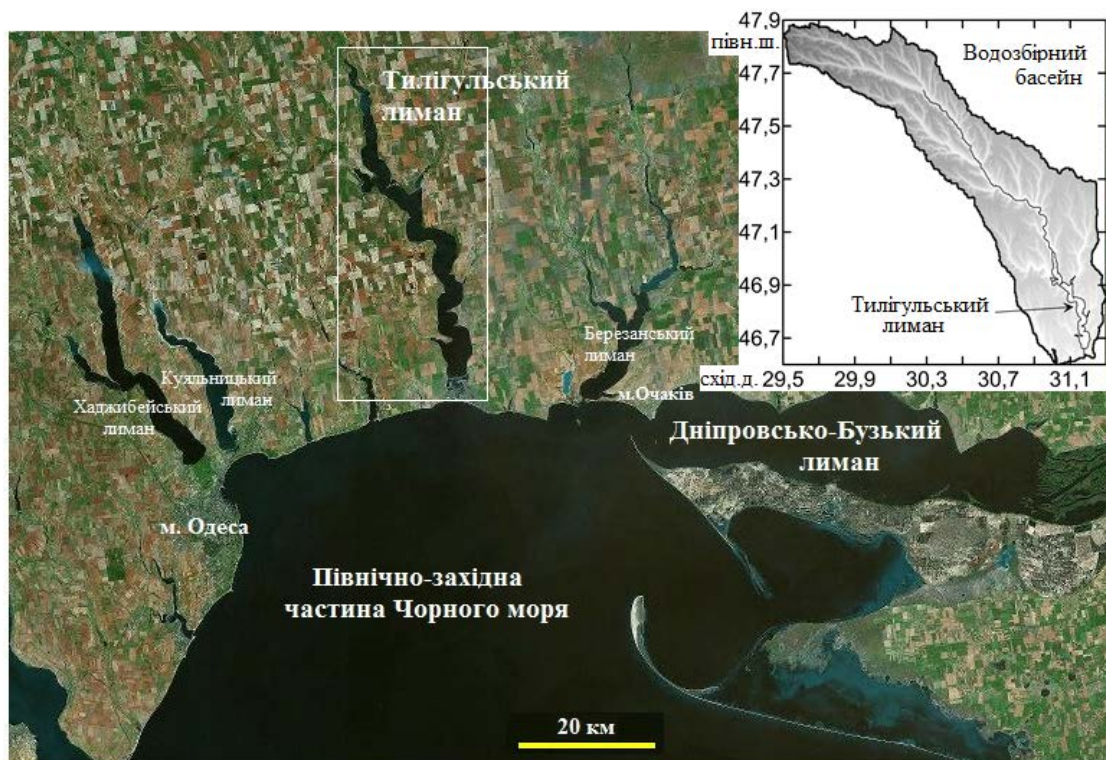 Тилігульський
лиман
Березанський
лиман
Куяльницький
лиман
Хаджибейський
лиман
м.Очаків
Дніпровсько-Бузький
лиман
м. Одеса
Північно-західна
частина Чорного моря
20 км
47,9
півн.ш.
47,7
47,5
47,3
47,1
46,9
46,7
схід.д.
29,5
29,9
30,3
30,7
31,1
Водозбірний
басейн
Тилігульський
лиман